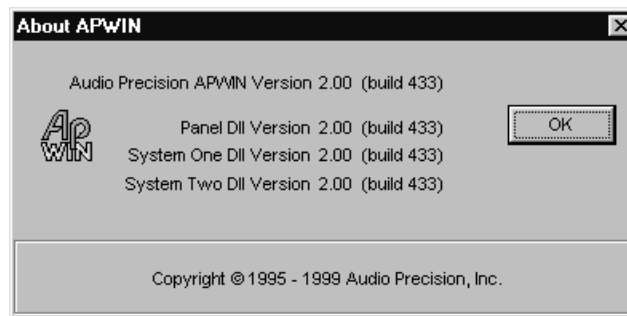 About APWIN
Audio Precision APWIN Version 2.00 (build 433)
Ap
WIN
Panel Dll Version 2.00 (build 433)
OK
System One Dll Version 2.00 (build 433)
System Two Dll Version 2.00 (build 433)
Copyright © 1995 - 1999 Audio Precision, Inc.